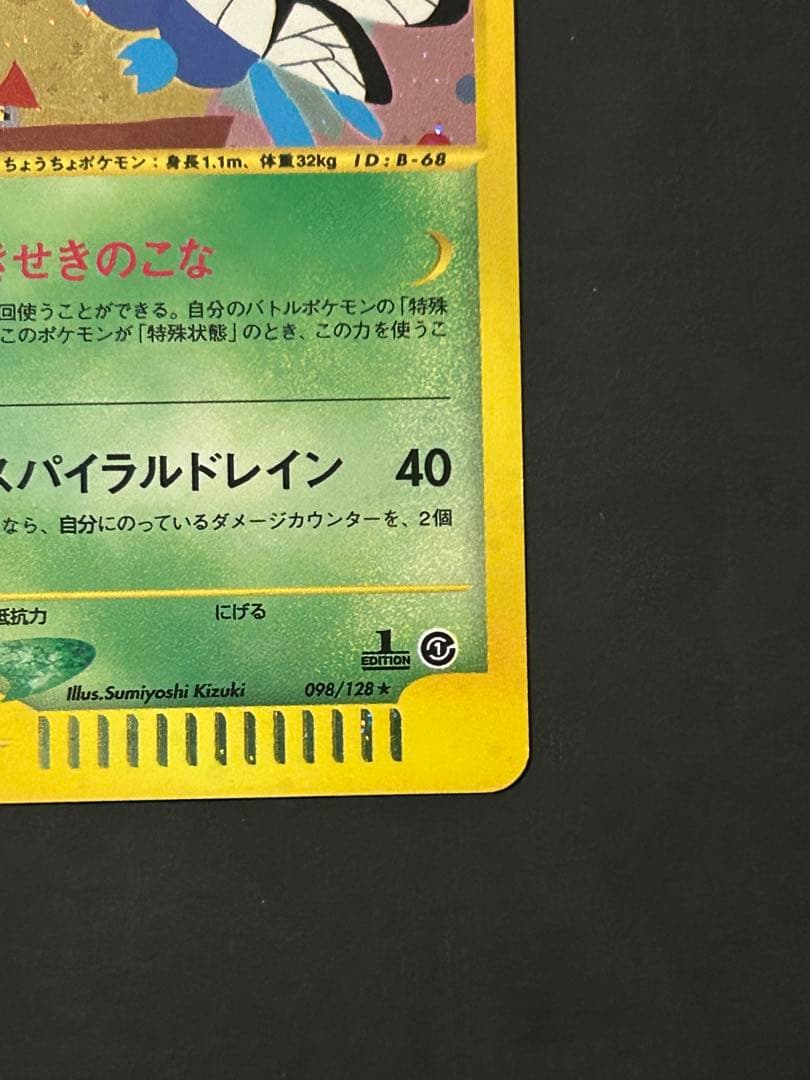 ちょうちょポケモン：身長1.1m、体重32kg ID:B-68
きせきのこな
回使うことができる。自分のバトルポケモンの「特殊
このポケモンが「特殊状態」のとき、この力を使うこ
スパイラルドレイン 40
なら、自分にのっているダメージカウンターを、2個
抵抗力 にげる
1
EDITION
Illus.Sumiyoshi Kizuki 098/128★